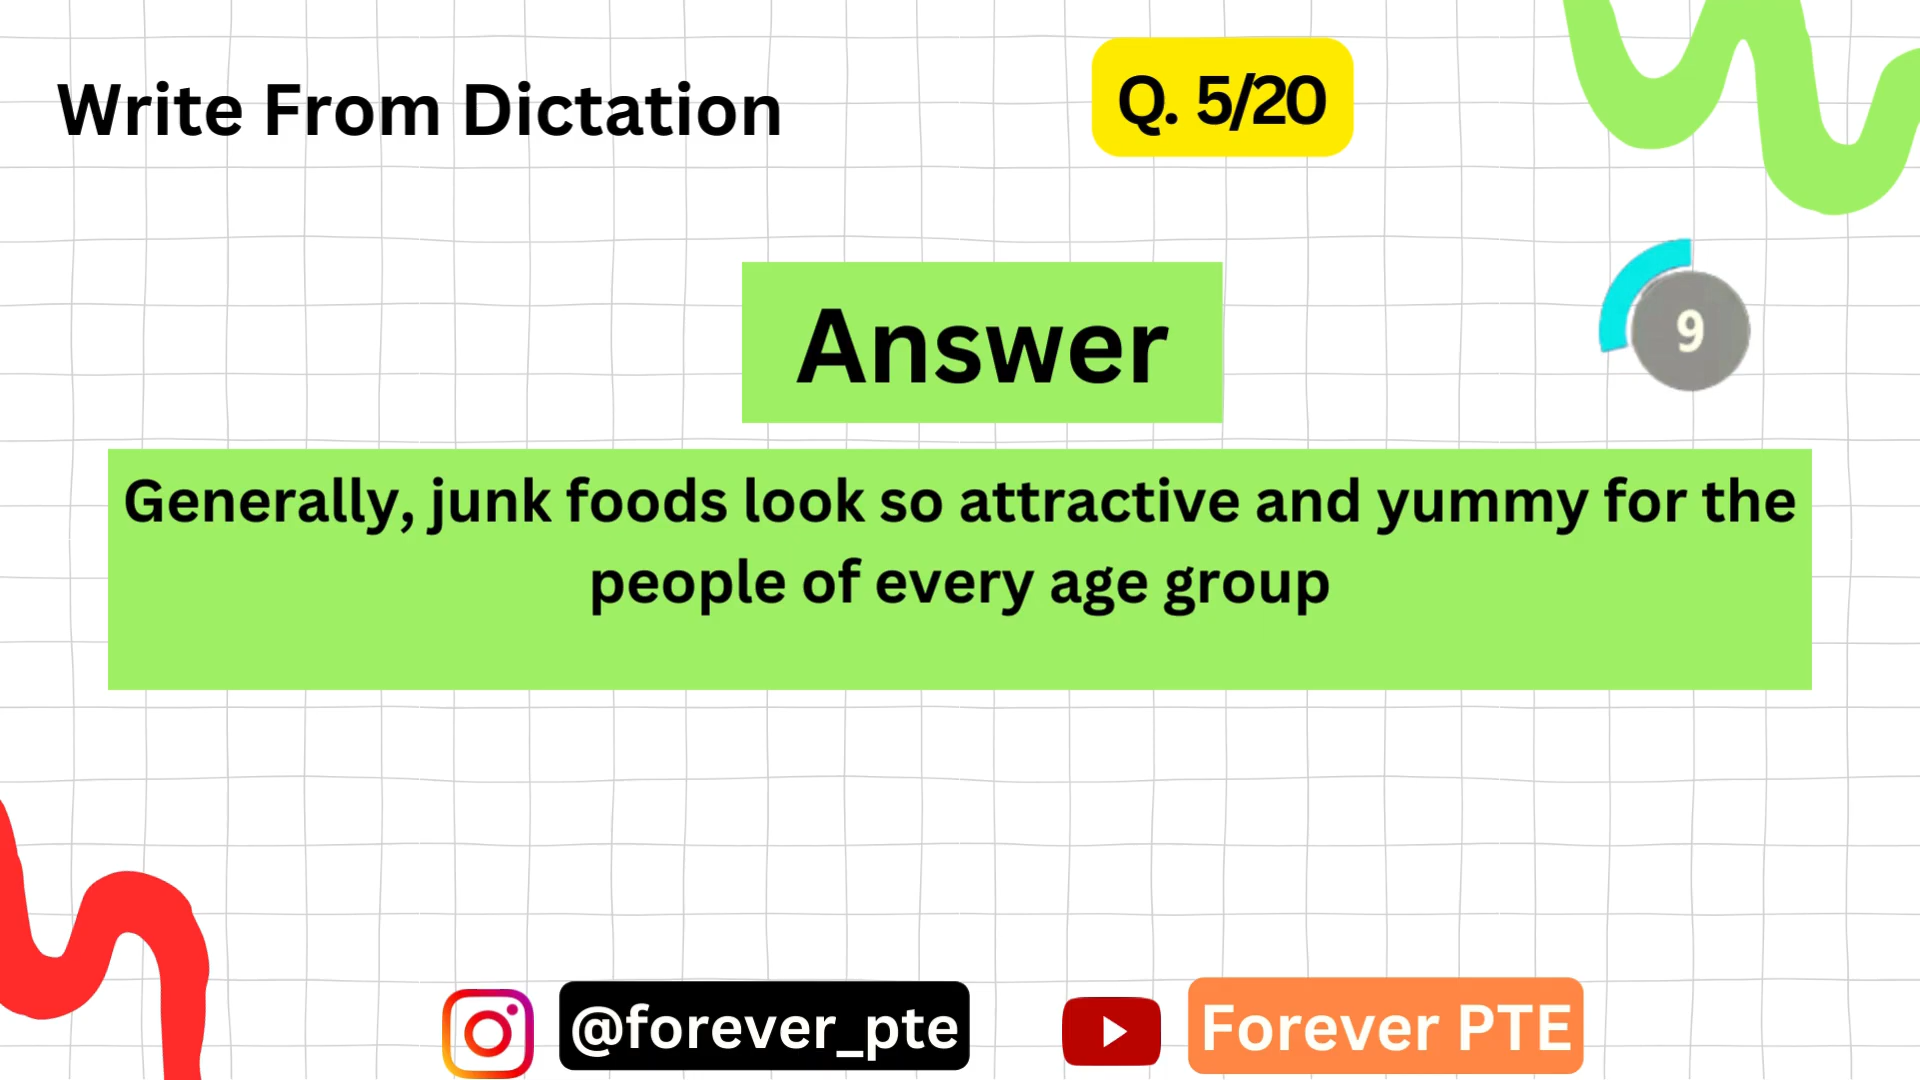 Write From Dictation
Q. 5/20
Answer
9
Generally, junk foods look so attractive and yummy for the
people of every age group
@forever_pte
Forever PTE